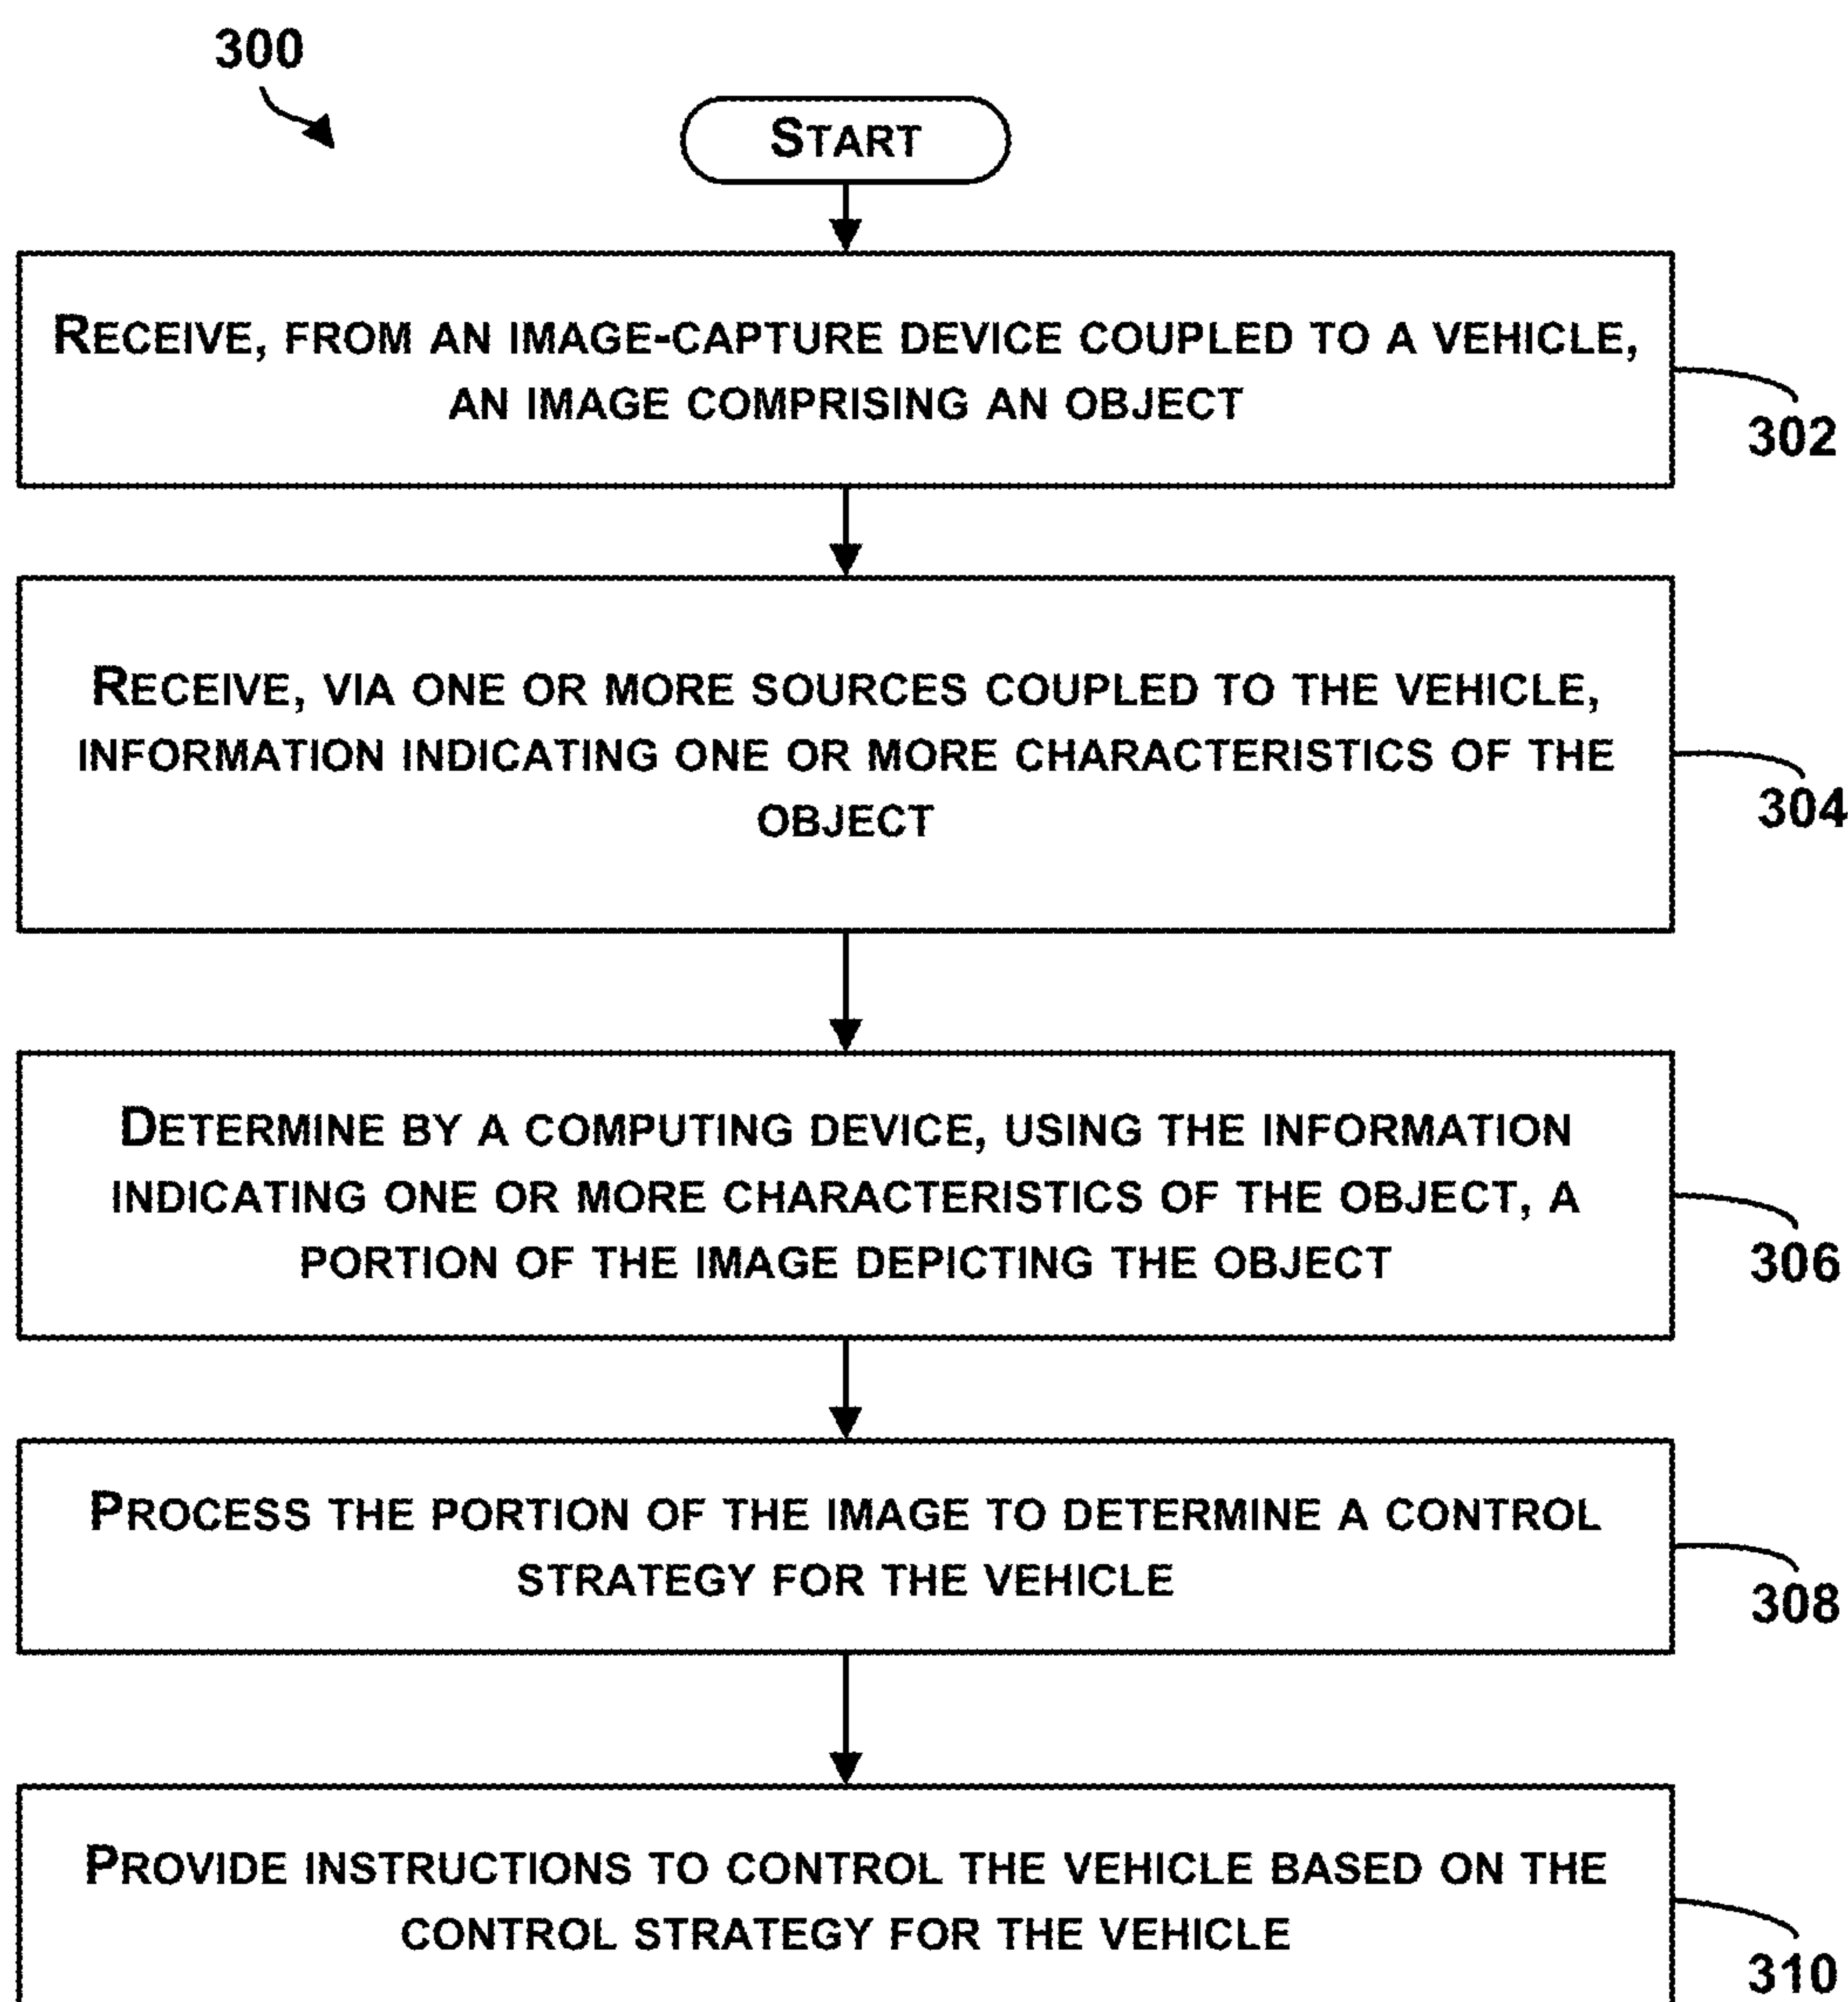 300
START
RECEIVE, FROM AN IMAGE-CAPTURE DEVICE COUPLED TO A VEHICLE,
AN IMAGE COMPRISING AN OBJECT
302
RECEIVE, VIA ONE OR MORE SOURCES COUPLED TO THE VEHICLE,
INFORMATION INDICATING ONE OR MORE CHARACTERISTICS OF THE
OBJECT
304
DETERMINE BY A COMPUTING DEVICE, USING THE INFORMATION
INDICATING ONE OR MORE CHARACTERISTICS OF THE OBJECT, A
PORTION OF THE IMAGE DEPICTING THE OBJECT
306
PROCESS THE PORTION OF THE IMAGE TO DETERMINE A CONTROL
STRATEGY FOR THE VEHICLE
308
PROVIDE INSTRUCTIONS TO CONTROL THE VEHICLE BASED ON THE
CONTROL STRATEGY FOR THE VEHICLE
310